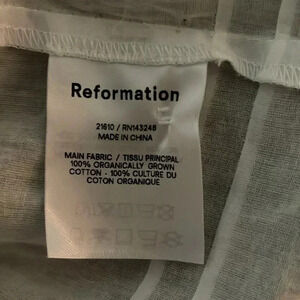 Reformation
21610 / RN143248
MADE IN CHINA
MAIN FABRIC / TISSU PRINCIPAL
100% ORGANICALLY GROWN
COTTON - 100% CULTURE DU
COTON ORGANIQUE